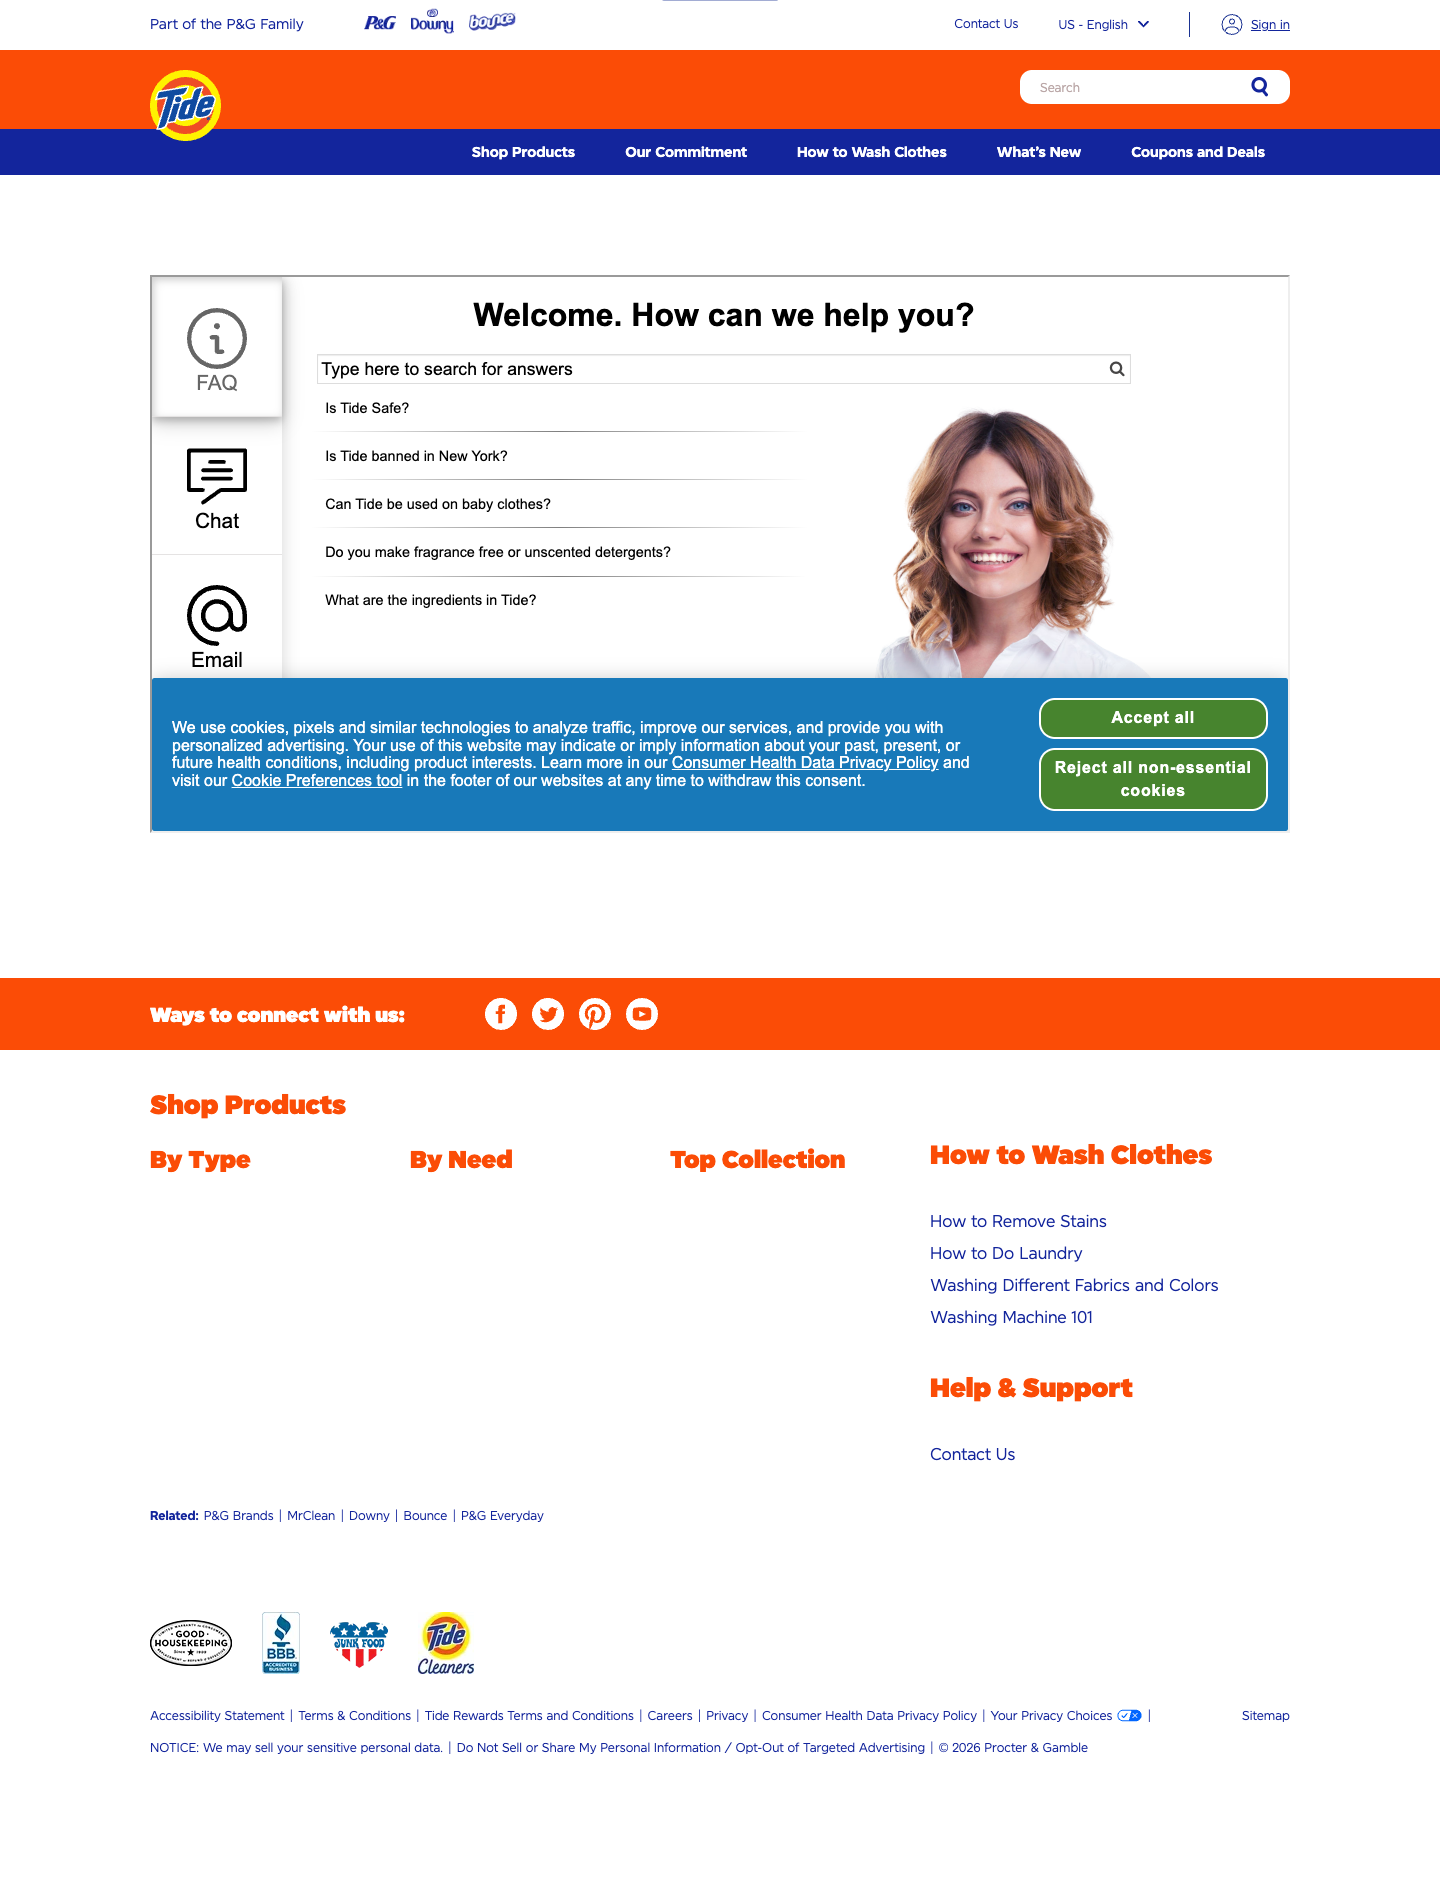 Part of the P&G Family
P&G
Downy
bounce
Contact Us
US - English
Sign in
Tide
Search
Shop Products
Our Commitment
How to Wash Clothes
What's New
Coupons and Deals
FAQ
Chat
Email
Welcome. How can we help you?
Type here to search for answers
Is Tide Safe?
Is Tide banned in New York?
Can Tide be used on baby clothes?
Do you make fragrance free or unscented detergents?
What are the ingredients in Tide?
We use cookies, pixels and similar technologies to analyze traffic, improve our services, and provide you with
personalized advertising. Your use of this website may indicate or imply information about your past, present, or
future health conditions, including product interests. Learn more in our Consumer Health Data Privacy Policy and
visit our Cookie Preferences tool in the footer of our websites at any time to withdraw this consent.
Accept all
Reject all non-essential
cookies
Ways to connect with us:
Shop Products
By Type
By Need
Top Collection
How to Wash Clothes
How to Remove Stains
How to Do Laundry
Washing Different Fabrics and Colors
Washing Machine 101
Help & Support
Contact Us
Related: P&G Brands | MrClean | Downy | Bounce | P&G Everyday
GOOD
HOUSEKEEPING
BBB
ACCREDITED
BUSINESS
JUNK FOOD
Tide
Cleaners
Accessibility Statement | Terms & Conditions | Tide Rewards Terms and Conditions | Careers | Privacy | Consumer Health Data Privacy Policy | Your Privacy Choices |
Sitemap
NOTICE: We may sell your sensitive personal data. | Do Not Sell or Share My Personal Information / Opt-Out of Targeted Advertising | © 2026 Procter & Gamble